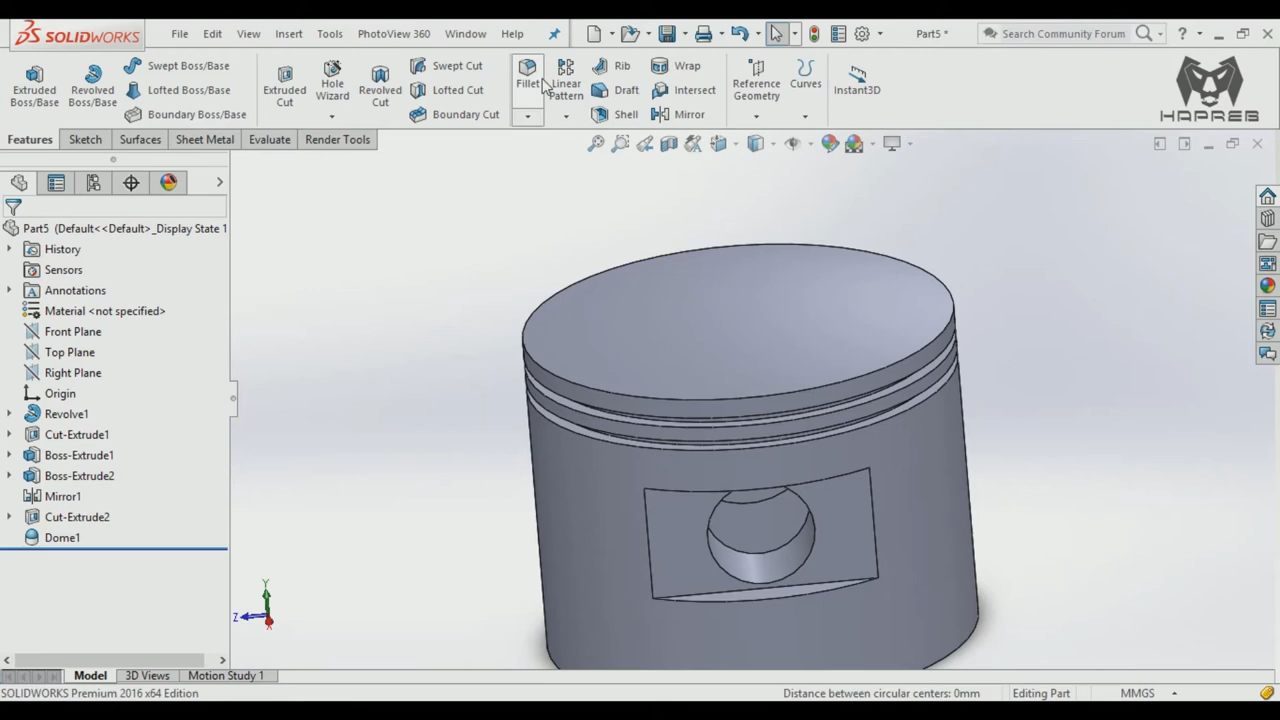 SOLIDWORKS File Edit View Insert Tools PhotoView 360 Window Help Part5 * Search Community Forum ?
Extruded Boss/Base
Revolved Boss/Base
Swept Boss/Base
Lofted Boss/Base
Boundary Boss/Base
Extruded Cut
Hole Wizard
Revolved Cut
Swept Cut
Lofted Cut
Boundary Cut
Fillet
Linear Pattern
Rib
Draft
Shell
Wrap
Intersect
Mirror
Reference Geometry
Curves
Instant3D
HAPREB
Features Sketch Surfaces Sheet Metal Evaluate Render Tools
Part5 (Default<<Default>_Display State 1
History
Sensors
Annotations
Material <not specified>
Front Plane
Top Plane
Right Plane
Origin
Revolve1
Cut-Extrude1
Boss-Extrude1
Boss-Extrude2
Mirror1
Cut-Extrude2
Dome1
Y
Z
X
Model 3D Views Motion Study 1
SOLIDWORKS Premium 2016 x64 Edition Distance between circular centers: 0mm Editing Part MMGS